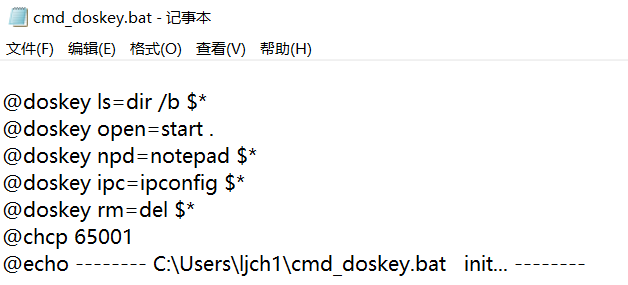 cmd_doskey.bat - 记事本
文件(F) 编辑(E) 格式(O) 查看(V) 帮助(H)
@doskey ls=dir /b $*
@doskey open=start .
@doskey npd=notepad $*
@doskey ipc=ipconfig $*
@doskey rm=del $*
@chcp 65001
@echo -------- C:\Users\ljch1\cmd_doskey.bat   init... --------